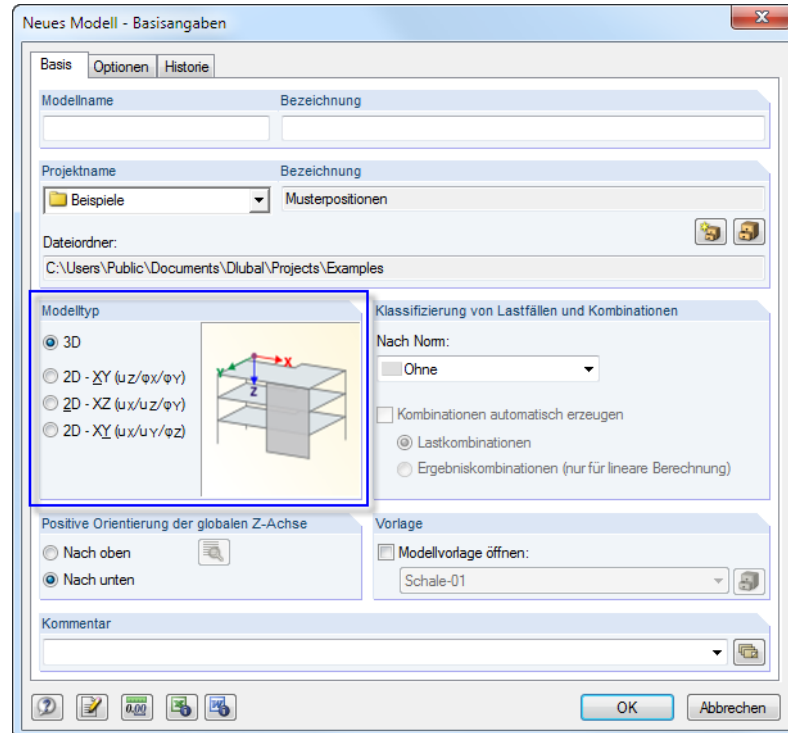 Neues Modell - Basisangaben
Basis Optionen Historie
Modellname Bezeichnung
Projektname Bezeichnung
Beispiele Musterpositionen
Dateiordner:
C:\Users\Public\Documents\Dlubal\Projects\Examples
Modelltyp
3D
2D - XY (uZ/φX/φY)
2D - XZ (uX/uZ/φY)
2D - XY (uX/uY/φZ)
Y X
Z
Klassifizierung von Lastfällen und Kombinationen
Nach Norm:
Ohne
Kombinationen automatisch erzeugen
Lastkombinationen
Ergebniskombinationen (nur für lineare Berechnung)
Positive Orientierung der globalen Z-Achse
Nach oben
Nach unten
Vorlage
Modellvorlage öffnen:
Schale-01
Kommentar
0.00
OK Abbrechen